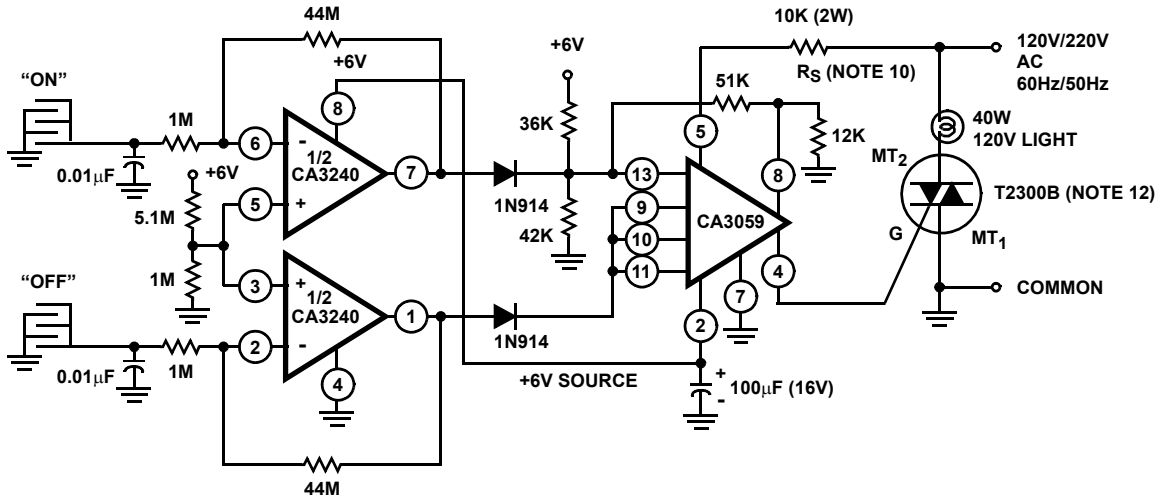 44M
+6V
"ON"
1M
0.01μF
+6V
5.1M
1M
"OFF"
0.01μF
1M
44M
6
-
5
+
8
1/2
CA3240
7
3
+
2
-
1/2
CA3240
1
4
1N914
1N914
+6V
36K
42K
+6V SOURCE
13
9
10
11
5
CA3059
8
4
7
2
51K
12K
10K (2W)
RS (NOTE 10)
+
-
100μF (16V)
120V/220V
AC
60Hz/50Hz
40W
120V LIGHT
MT2
T2300B (NOTE 12)
G
MT1
COMMON